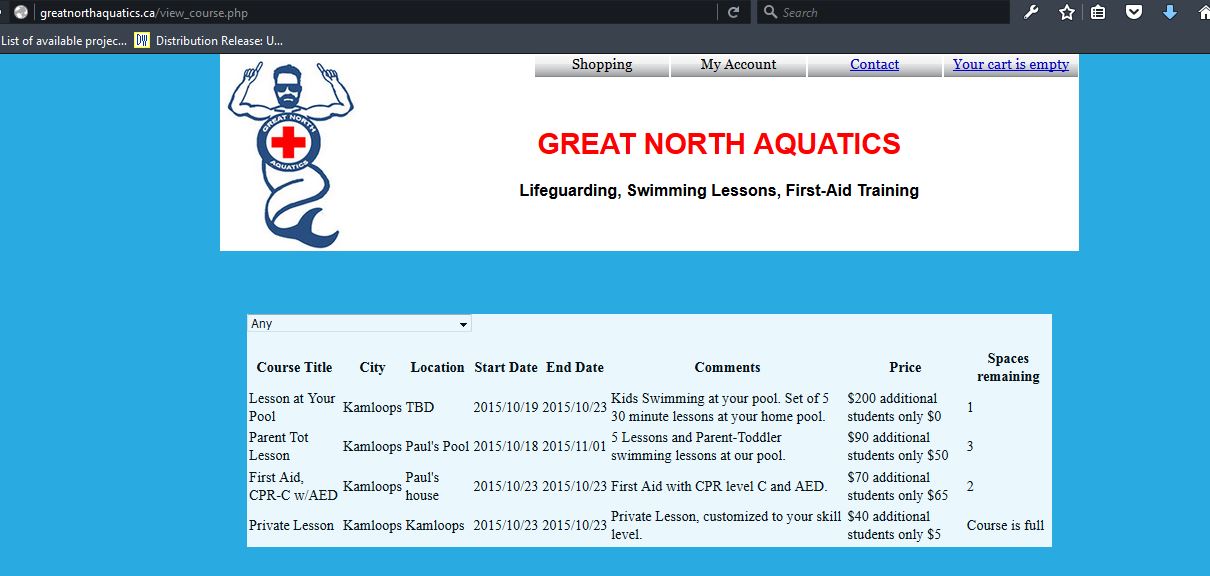 greatnorthaquatics.ca/view_course.php
Search
List of available projec...
DW
Distribution Release: U...
Shopping
My Account
Contact
Your cart is empty
GREAT NORTH
AQUATICS
GREAT NORTH AQUATICS
Lifeguarding, Swimming Lessons, First-Aid Training
Any
Course Title City Location Start Date End Date Comments Price Spaces
remaining
Lesson at Your
Pool
Kamloops TBD 2015/10/19 2015/10/23
Kids Swimming at your pool. Set of 5
30 minute lessons at your home pool.
$200 additional
students only $0
1
Parent Tot
Lesson
Kamloops Paul's Pool 2015/10/18 2015/11/01
5 Lessons and Parent-Toddler
swimming lessons at our pool.
$90 additional
students only $50
3
First Aid,
CPR-C w/AED
Kamloops
Paul's
house
2015/10/23 2015/10/23 First Aid with CPR level C and AED.
$70 additional
students only $65
2
Private Lesson Kamloops Kamloops 2015/10/23 2015/10/23
Private Lesson, customized to your skill
level.
$40 additional
students only $5
Course is full